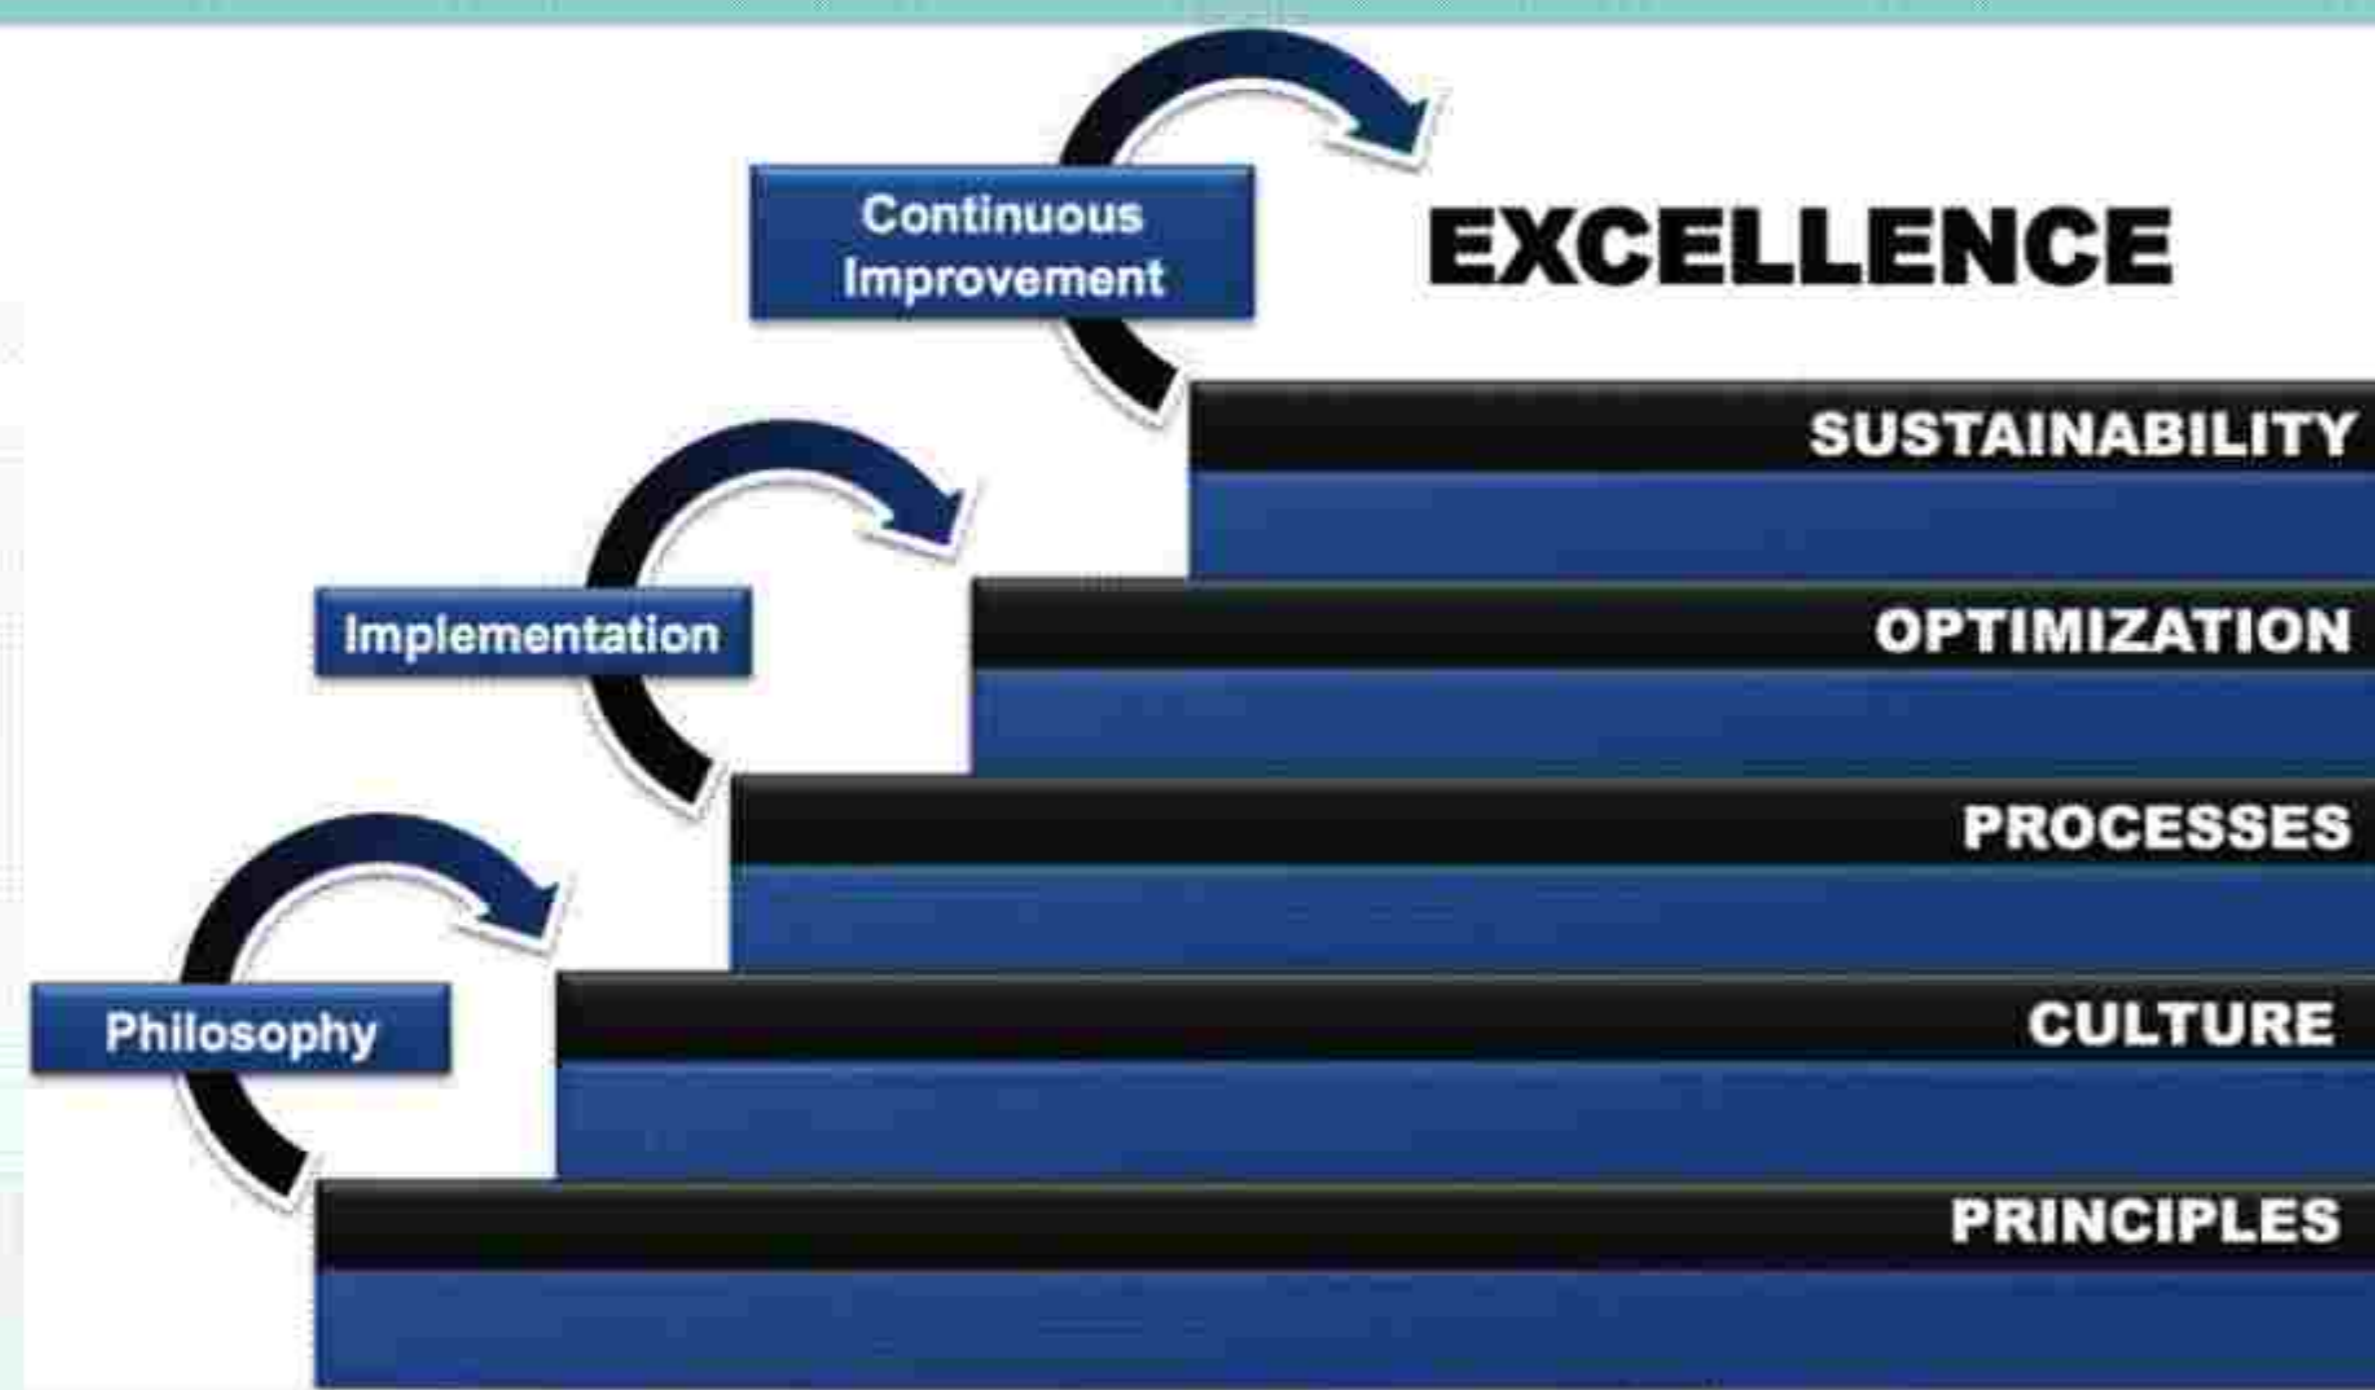 Continuous
Improvement
EXCELLENCE
SUSTAINABILITY
Implementation
OPTIMIZATION
PROCESSES
Philosophy
CULTURE
PRINCIPLES